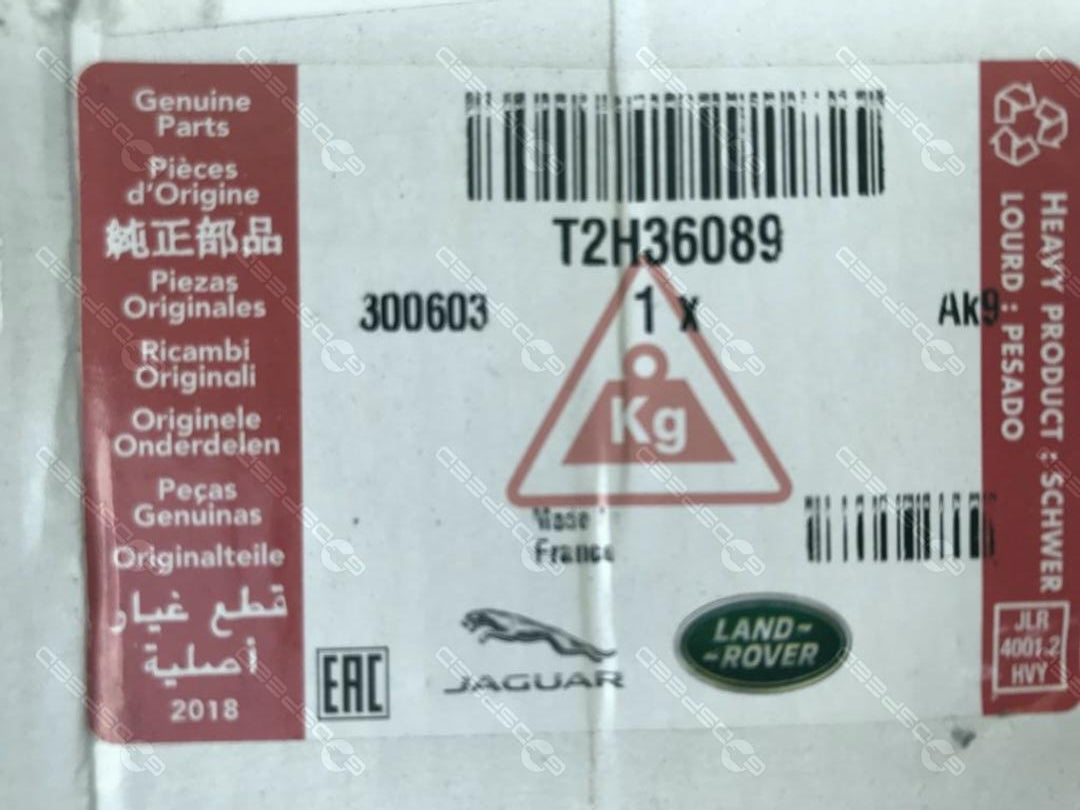 Genuine
Parts
Pièces
d'Origine
純正部品
Piezas
Originales
Ricambi
Originali
Originele
Onderdelen
Peças
Genuinas
Originalteile
قطع غيار
أصلية
2018
T2H36089
300603
1 x
Ak9
Kg
Made
France
EAC
JAGUAR
LAND-
-ROVER
HEAVY PRODUCT : SCHWER
LOURD : PESADO
JLR
4001.2
HVY